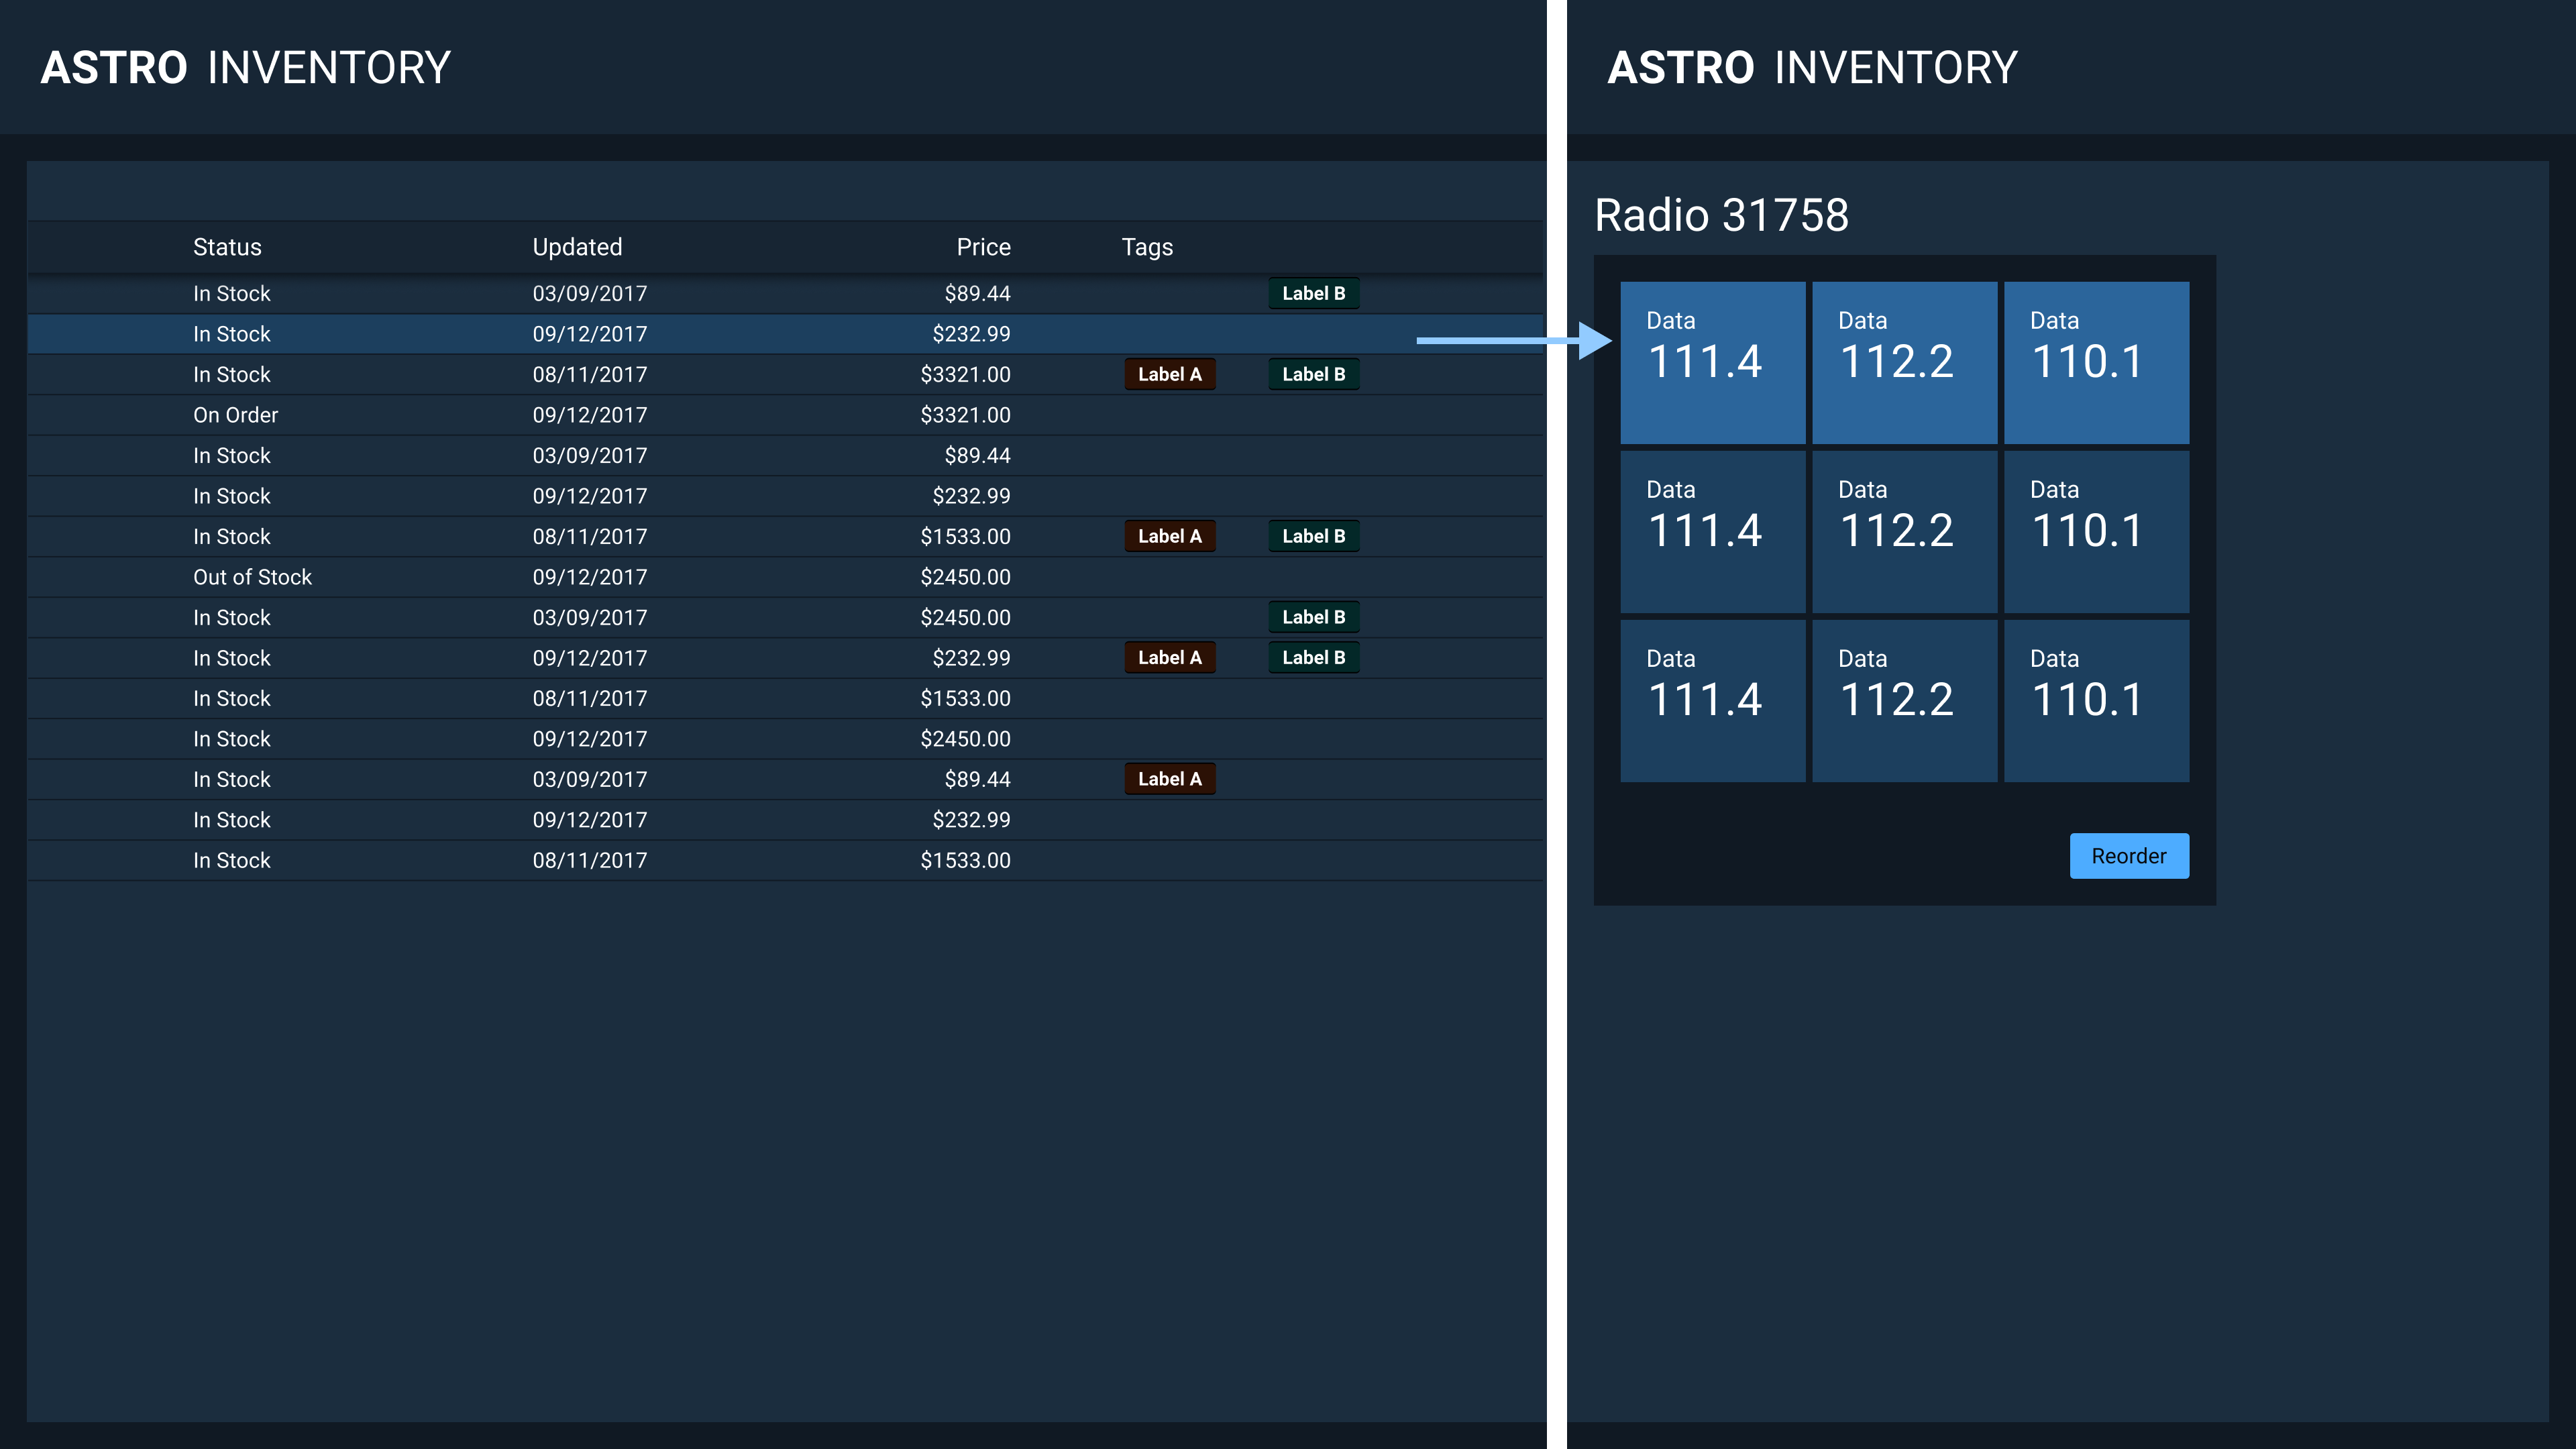 ASTRO INVENTORY
Status Updated Price Tags
In Stock 03/09/2017 $89.44 Label B
In Stock 09/12/2017 $232.99
In Stock 08/11/2017 $3321.00 Label A Label B
On Order 09/12/2017 $3321.00
In Stock 03/09/2017 $89.44
In Stock 09/12/2017 $232.99
In Stock 08/11/2017 $1533.00 Label A Label B
Out of Stock 09/12/2017 $2450.00
In Stock 03/09/2017 $2450.00 Label B
In Stock 09/12/2017 $232.99 Label A Label B
In Stock 08/11/2017 $1533.00
In Stock 09/12/2017 $2450.00
In Stock 03/09/2017 $89.44 Label A
In Stock 09/12/2017 $232.99
In Stock 08/11/2017 $1533.00
ASTRO INVENTORY
Radio 31758
Data Data Data
111.4 112.2 110.1
Data Data Data
111.4 112.2 110.1
Data Data Data
111.4 112.2 110.1
Reorder